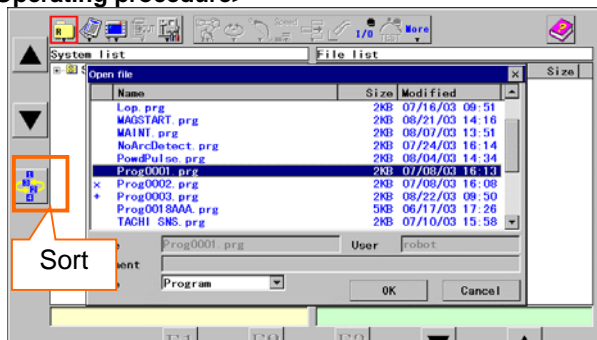 Operating procedure>
R
Speed
I/O
More
System list
File list
Size
Open file
Name Size Modified
Lop.prg 2KB 07/16/03 09:51
MAGSTART.prg 2KB 08/21/03 14:16
MAINT.prg 2KB 08/07/03 13:51
NoArcDetect.prg 2KB 07/24/03 16:14
PowdPulse.prg 2KB 08/04/03 14:34
Prog0001.prg 2KB 07/08/03 16:13
× Prog0002.prg 2KB 07/08/03 16:08
+ Prog0003.prg 2KB 08/22/03 09:50
Prog0018AAA.prg 5KB 06/17/03 17:26
TACHI SNS.prg 2KB 07/10/03 15:58
Prog0001.prg User robot
Program
OK Cancel
Sort